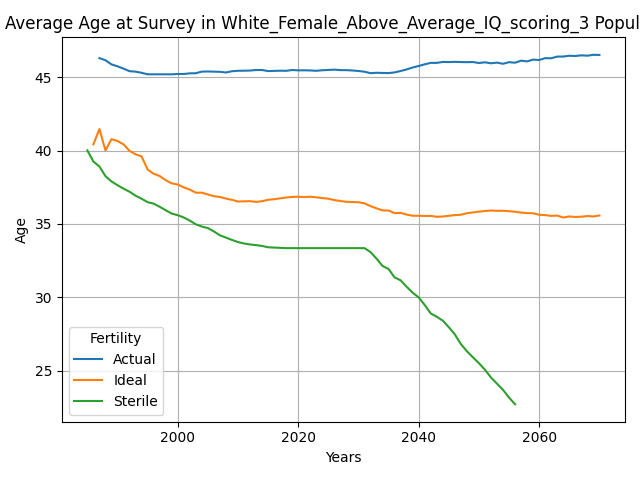 Average Age at Survey in White_Female_Above_Average_IQ_scoring_3 Popul
45
40
35
30
25
Age
Fertility
Actual
Ideal
Sterile
2000 2020 2040 2060
Years